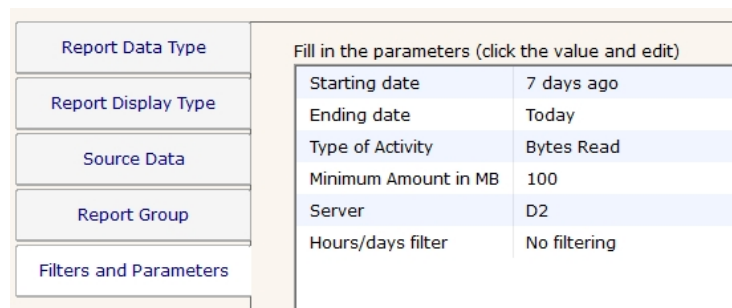 Report Data Type
Report Display Type
Source Data
Report Group
Filters and Parameters
Fill in the parameters (click the value and edit)
Starting date 7 days ago
Ending date Today
Type of Activity Bytes Read
Minimum Amount in MB 100
Server D2
Hours/days filter No filtering